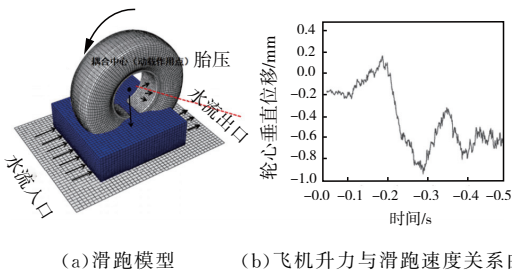 耦合中心(动载作用点)
胎压
水流出口
水流入口
(a)滑跑模型
轮心垂直位移/mm
0.4
0.2
0.0
-0.2
-0.4
-0.6
-0.8
-1.0
-0.0 -0.1 -0.2 -0.3 -0.4 -0.5
时间/s
(b)飞机升力与滑跑速度关系